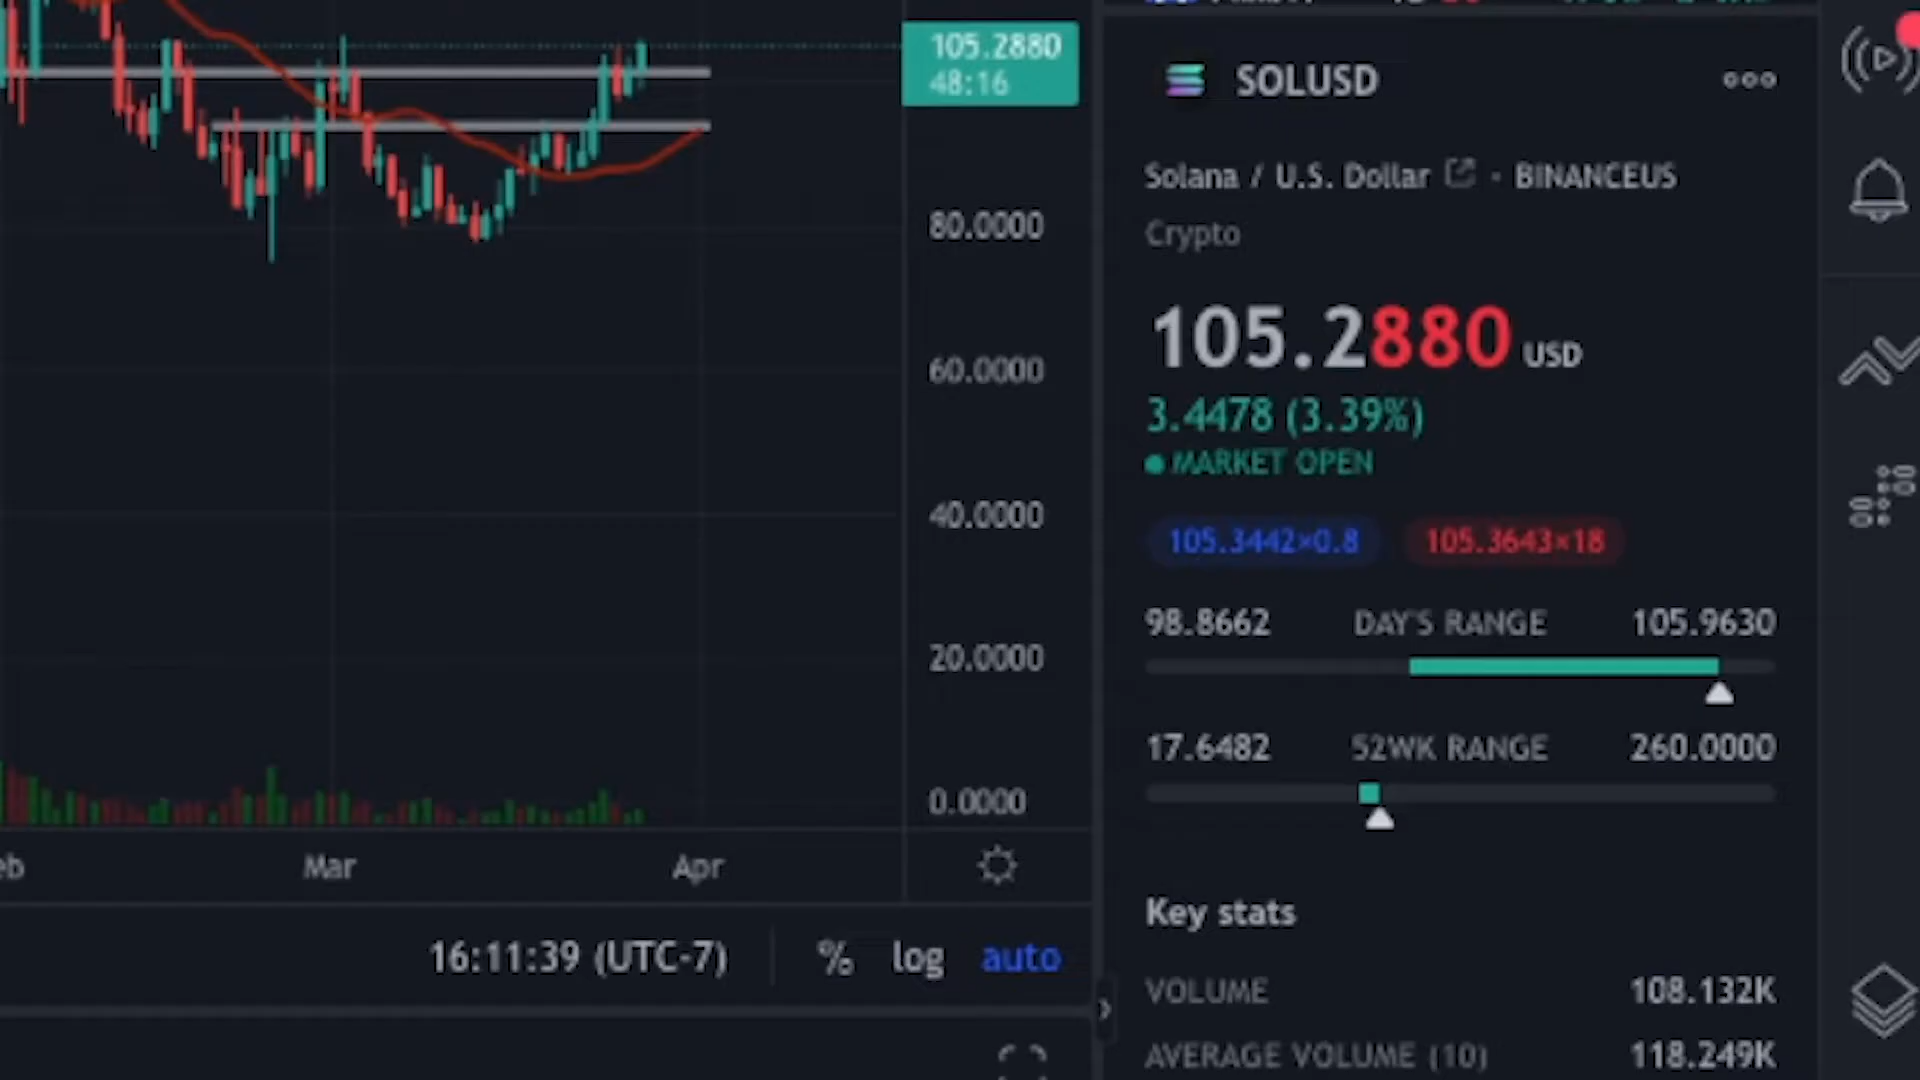 105.2880
48:16
80.0000
60.0000
40.0000
20.0000
0.0000
Mar
Apr
16:11:39 (UTC-7)
% log auto
SOLUSD
Solana / U.S. Dollar · BINANCEUS
Crypto
105.2880 USD
3.4478 (3.39%)
MARKET OPEN
105.3442×0.8 105.3643×18
98.8662 DAY'S RANGE 105.9630
17.6482 52WK RANGE 260.0000
Key stats
VOLUME 108.132K
AVERAGE VOLUME (10) 118.249K